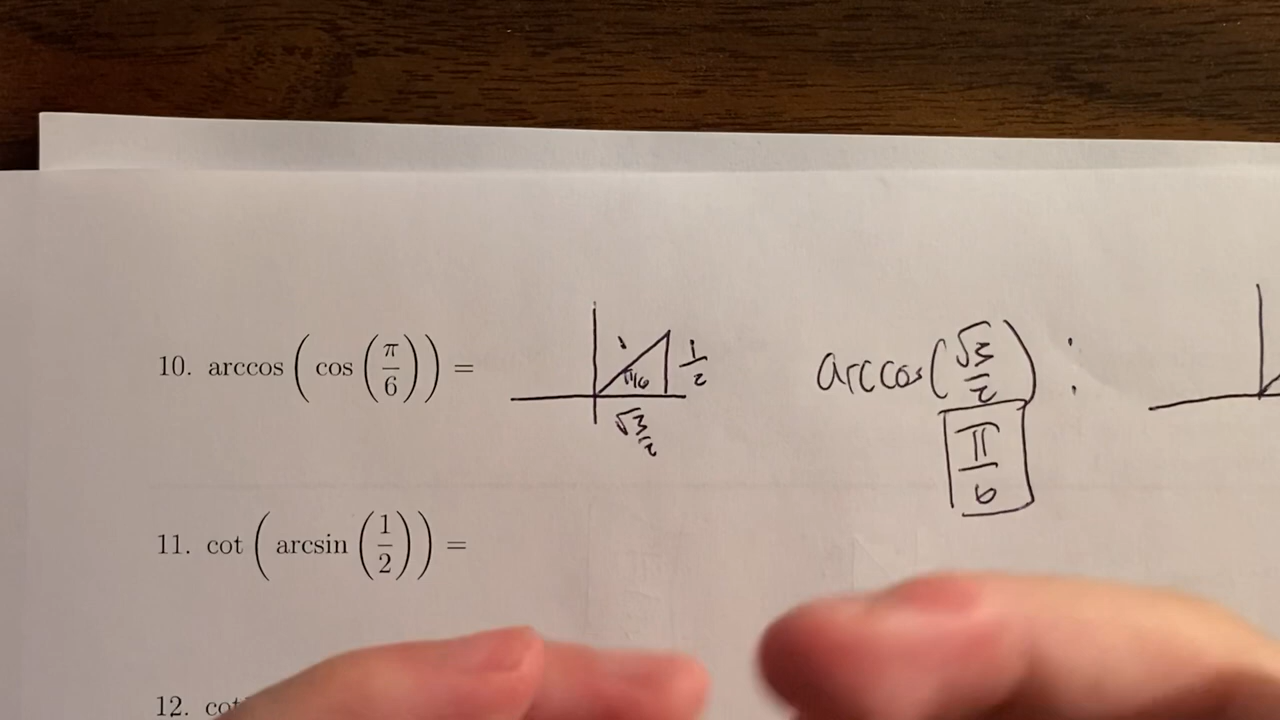 10. arccos ( cos ( π/6 ) ) =
1
π/6
1/2
√3/2
arccos( √3/2 ) :
π/6
11. cot ( arcsin ( 1/2 ) ) =
12. cot